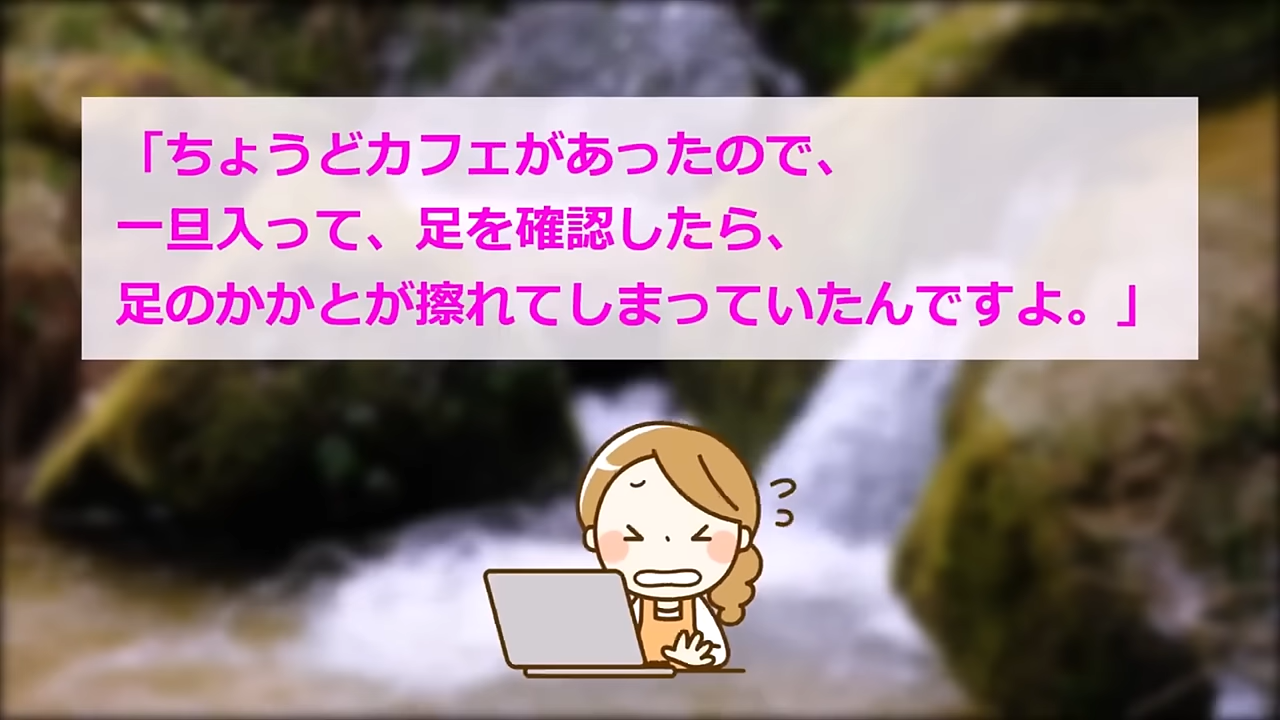 「ちょうどカフェがあったので、
一旦入って、足を確認したら、
足のかかとが擦れてしまっていたんですよ。」